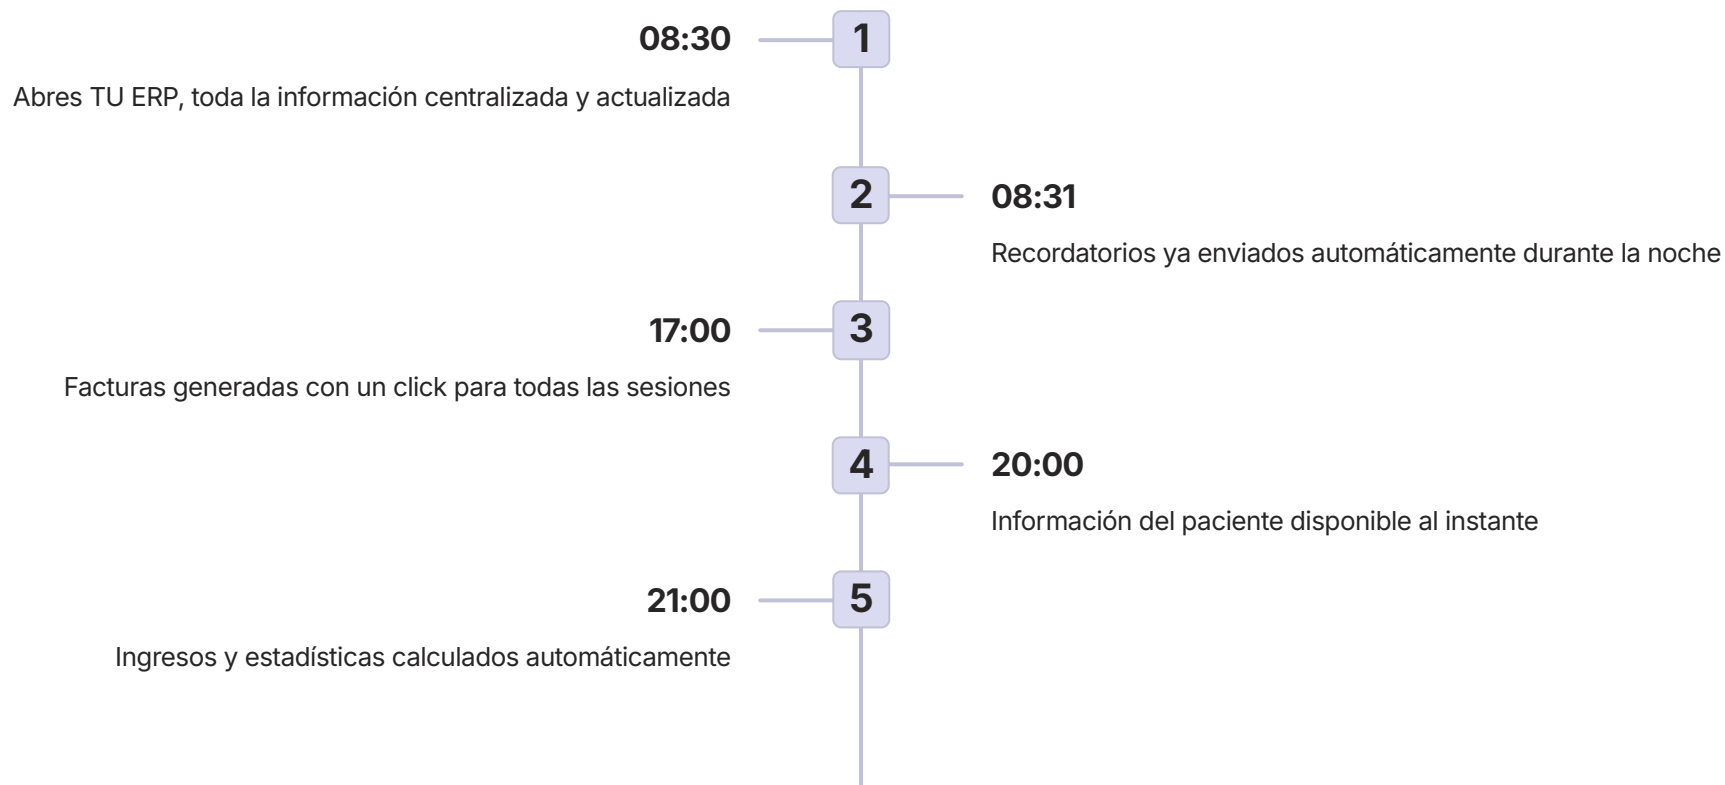 08:30
1
Abres TU ERP, toda la información centralizada y actualizada
2
08:31
Recordatorios ya enviados automáticamente durante la noche
17:00
3
Facturas generadas con un click para todas las sesiones
4
20:00
Información del paciente disponible al instante
21:00
5
Ingresos y estadísticas calculados automáticamente